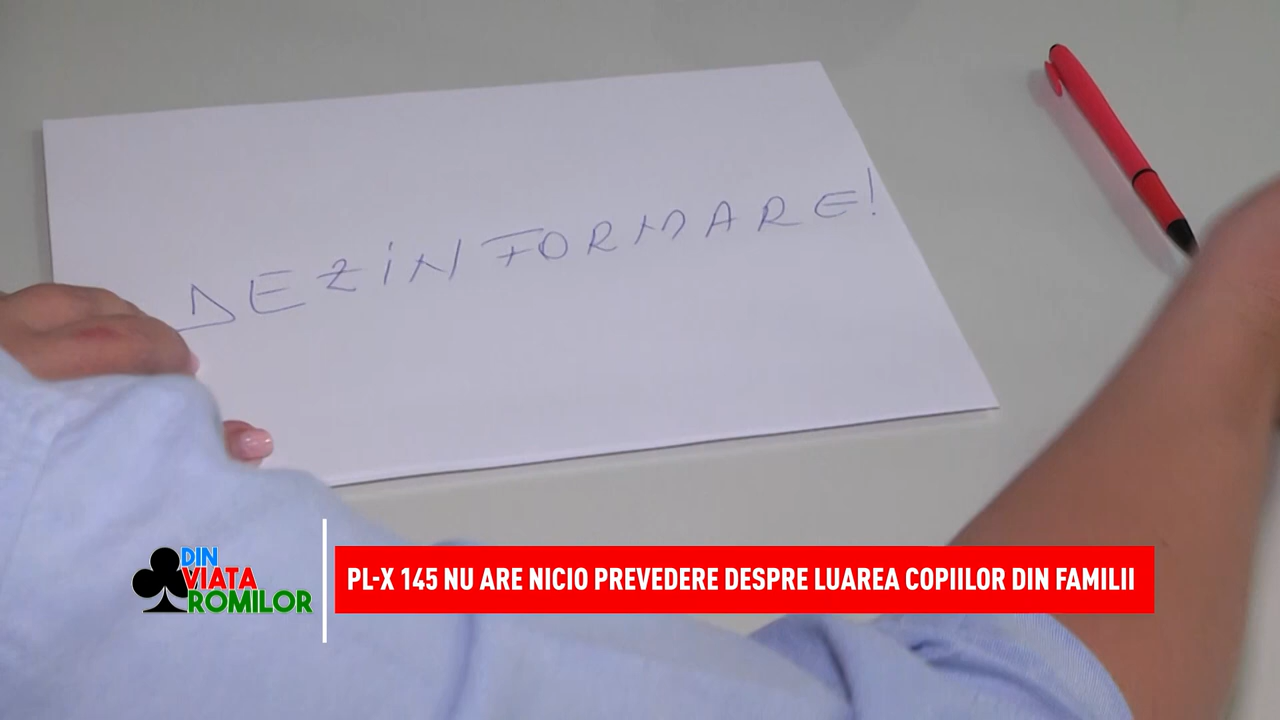 DEZINFORMARE!
DIN
VIATA
ROMILOR
PL-X 145 NU ARE NICIO PREVEDERE DESPRE LUAREA COPIILOR DIN FAMILII